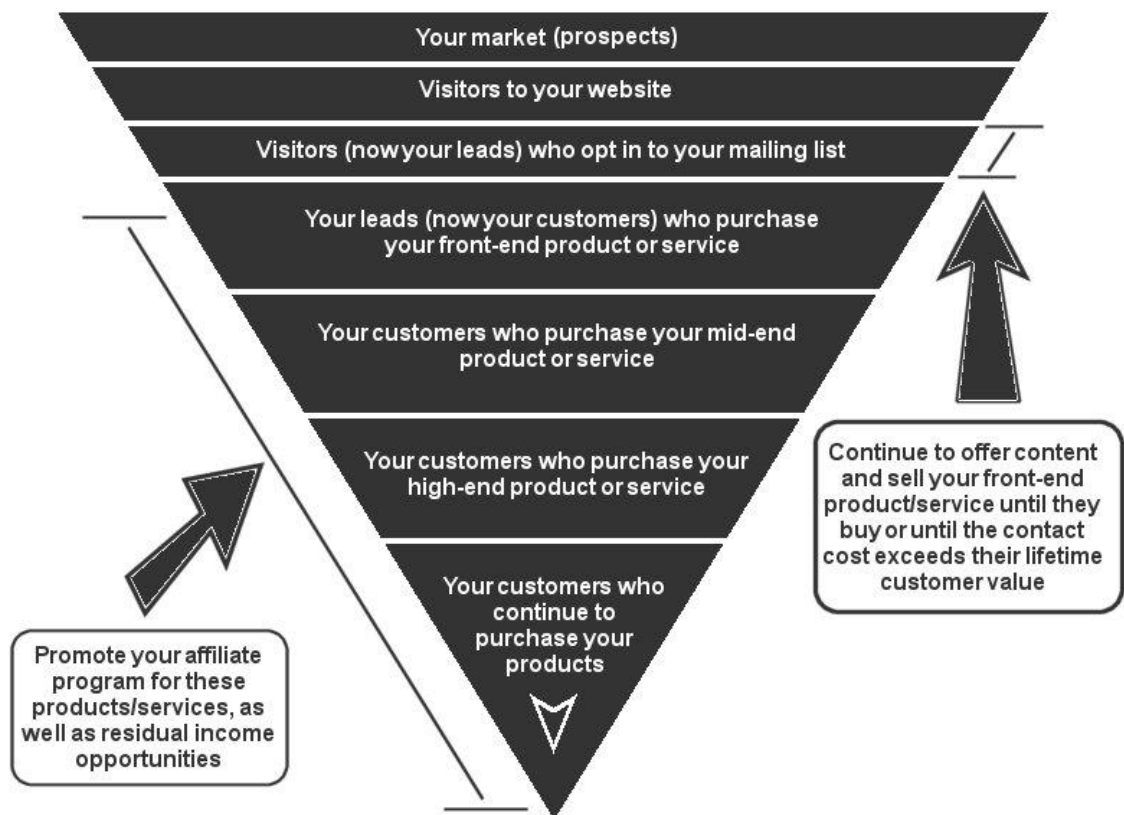 Your market (prospects)
Visitors to your website
Visitors (now your leads) who opt in to your mailing list
Your leads (now your customers) who purchase
your front-end product or service
Your customers who purchase your mid-end
product or service
Your customers who purchase your
high-end product or service
Your customers who
continue to
purchase your
products
Continue to offer content
and sell your front-end
product/service until they
buy or until the contact
cost exceeds their lifetime
customer value
Promote your affiliate
program for these
products/services, as
well as residual income
opportunities